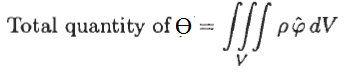 Total quantity of Θ = ∭_V ρ φ̂ dV